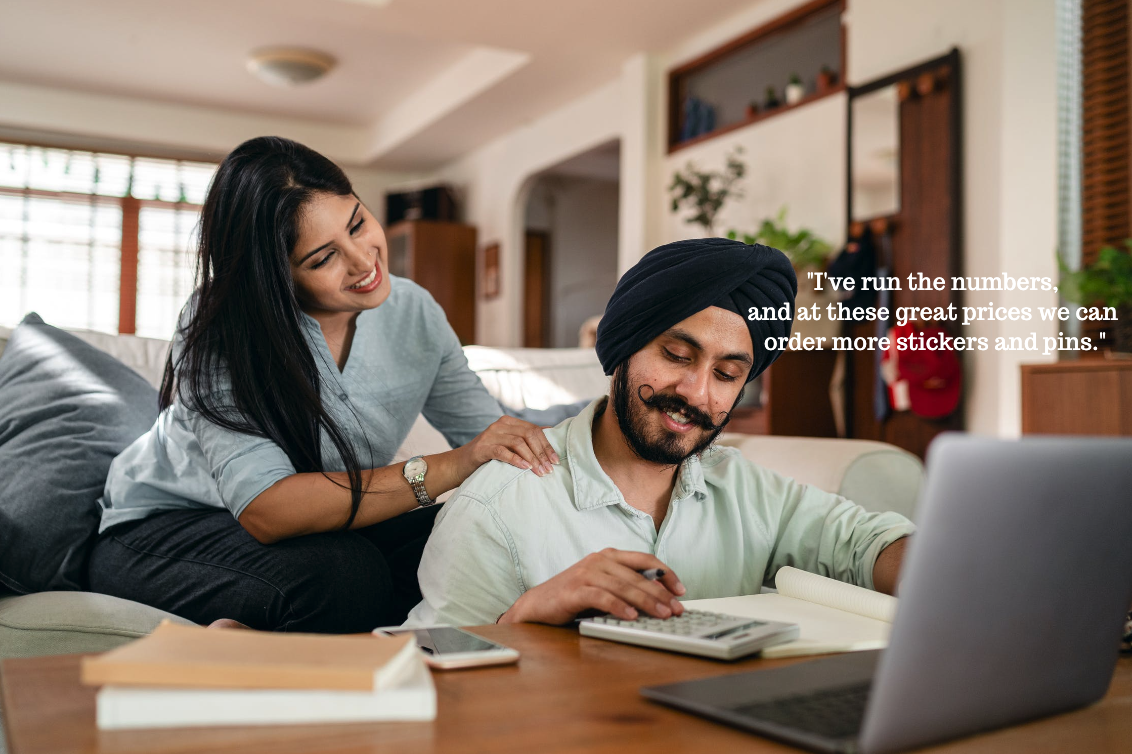 "I've run the numbers,
and at these great prices we can
order more stickers and pins."